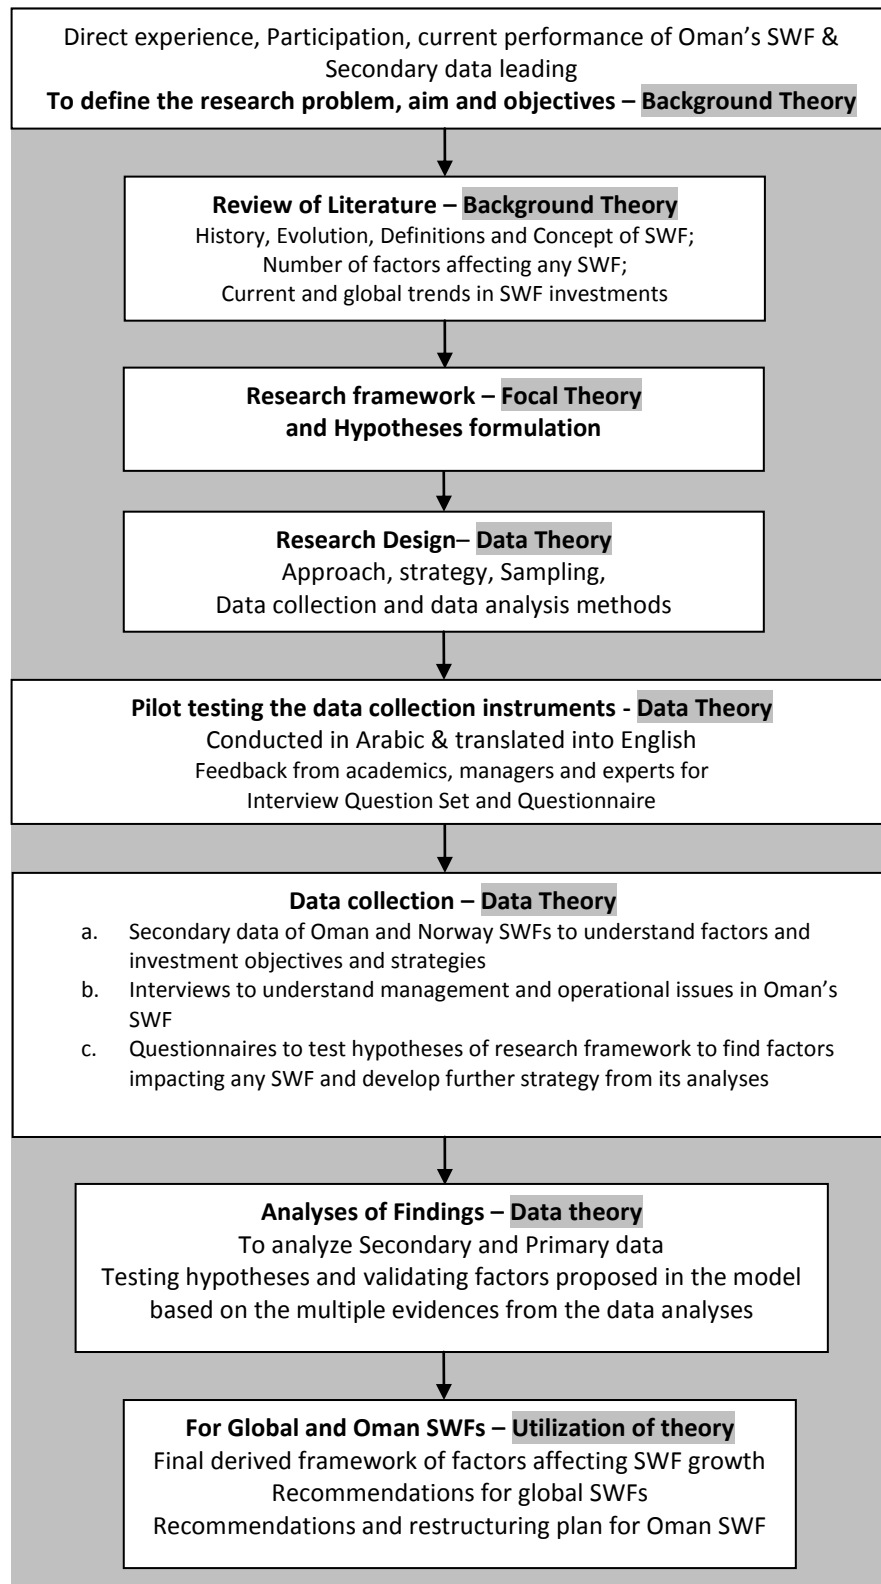 Direct experience, Participation, current performance of Oman's SWF &
Secondary data leading
To define the research problem, aim and objectives – Background Theory
Review of Literature – Background Theory
History, Evolution, Definitions and Concept of SWF;
Number of factors affecting any SWF;
Current and global trends in SWF investments
Research framework – Focal Theory
and Hypotheses formulation
Research Design– Data Theory
Approach, strategy, Sampling,
Data collection and data analysis methods
Pilot testing the data collection instruments - Data Theory
Conducted in Arabic & translated into English
Feedback from academics, managers and experts for
Interview Question Set and Questionnaire
Data collection – Data Theory
a. Secondary data of Oman and Norway SWFs to understand factors and
investment objectives and strategies
b. Interviews to understand management and operational issues in Oman's
SWF
c. Questionnaires to test hypotheses of research framework to find factors
impacting any SWF and develop further strategy from its analyses
Analyses of Findings – Data theory
To analyze Secondary and Primary data
Testing hypotheses and validating factors proposed in the model
based on the multiple evidences from the data analyses
For Global and Oman SWFs – Utilization of theory
Final derived framework of factors affecting SWF growth
Recommendations for global SWFs
Recommendations and restructuring plan for Oman SWF